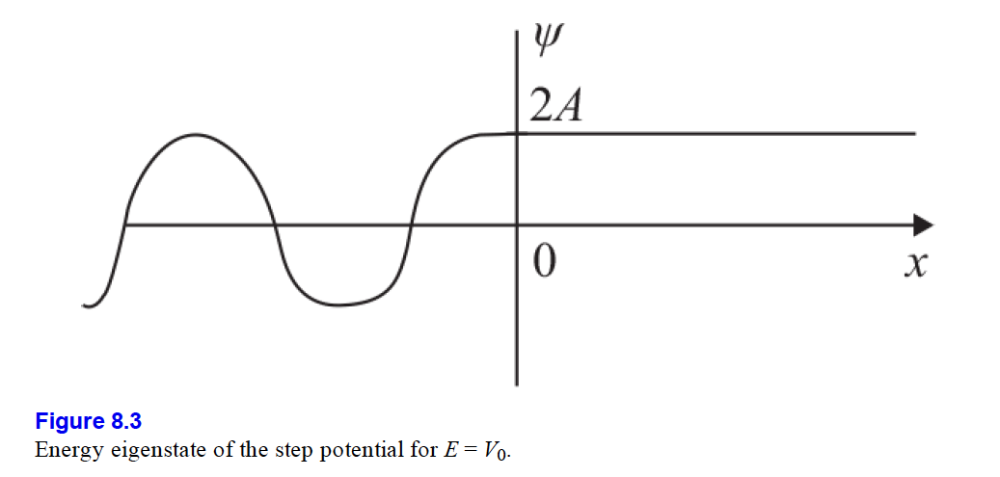 ψ
2A
0
x
Figure 8.3
Energy eigenstate of the step potential for E = V₀.